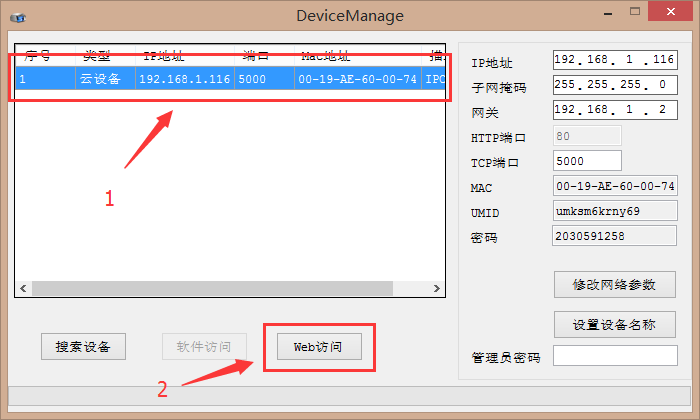 DeviceManage
序号 类型 IP地址 端口 Mac地址
1 云设备 192.168.1.116 5000 00-19-AE-60-00-74 IPC
1
搜索设备 软件访问 Web访问
2
IP地址 192.168. 1 .116
子网掩码 255.255.255. 0
网关 192.168. 1 . 2
HTTP端口 80
TCP端口 5000
MAC 00-19-AE-60-00-74
UMID umksm6krny69
密码 2030591258
修改网络参数
设置设备名称
管理员密码